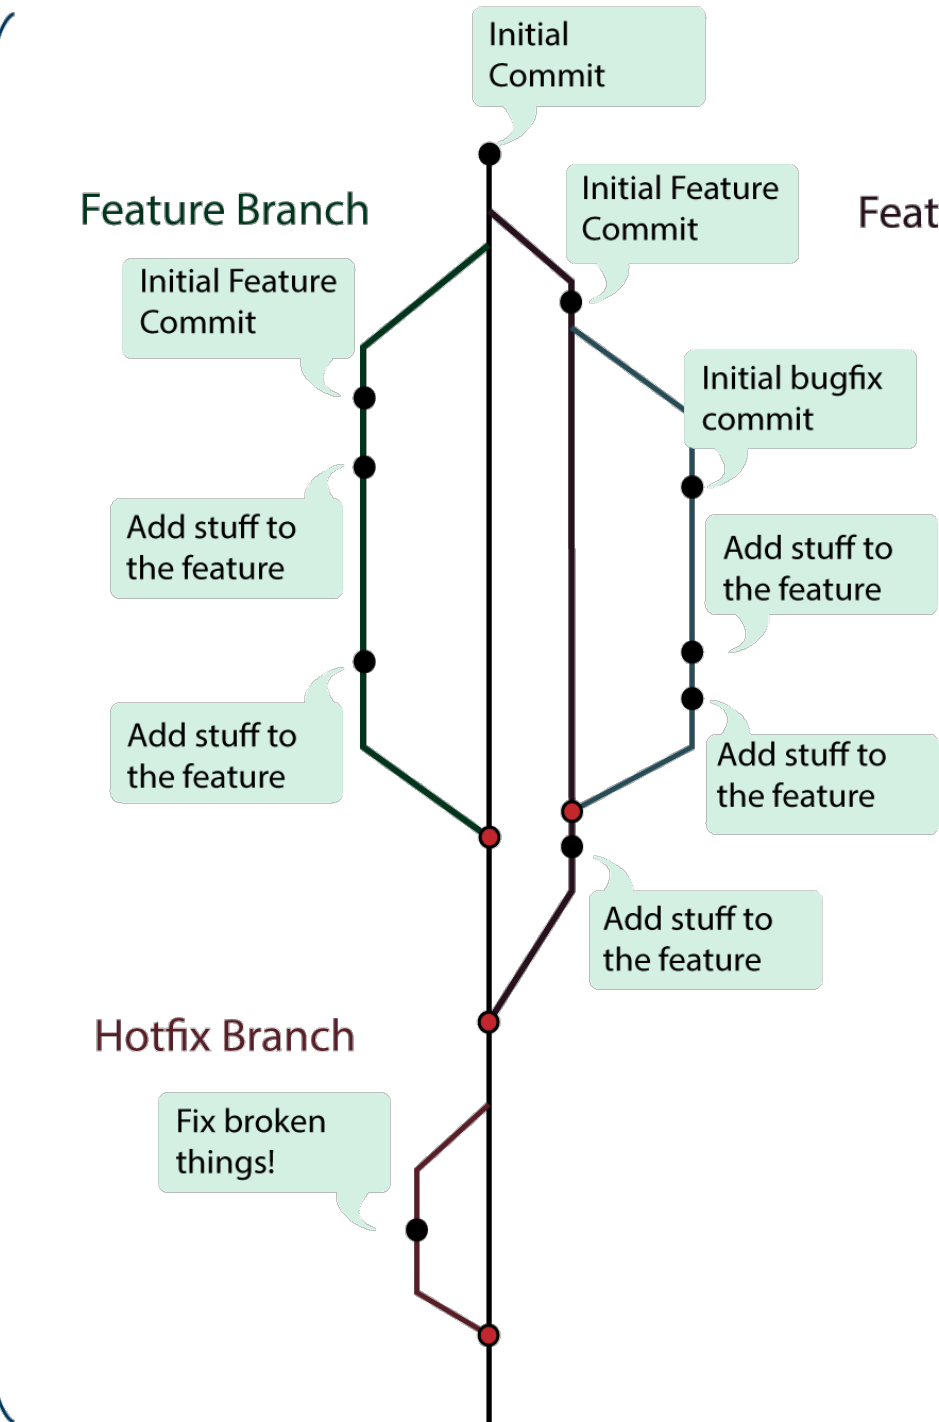 Initial
Commit
Feature Branch
Initial Feature
Commit
Feat
Initial Feature
Commit
Initial bugfix
commit
Add stuff to
the feature
Add stuff to
the feature
Add stuff to
the feature
Add stuff to
the feature
Add stuff to
the feature
Hotfix Branch
Fix broken
things!